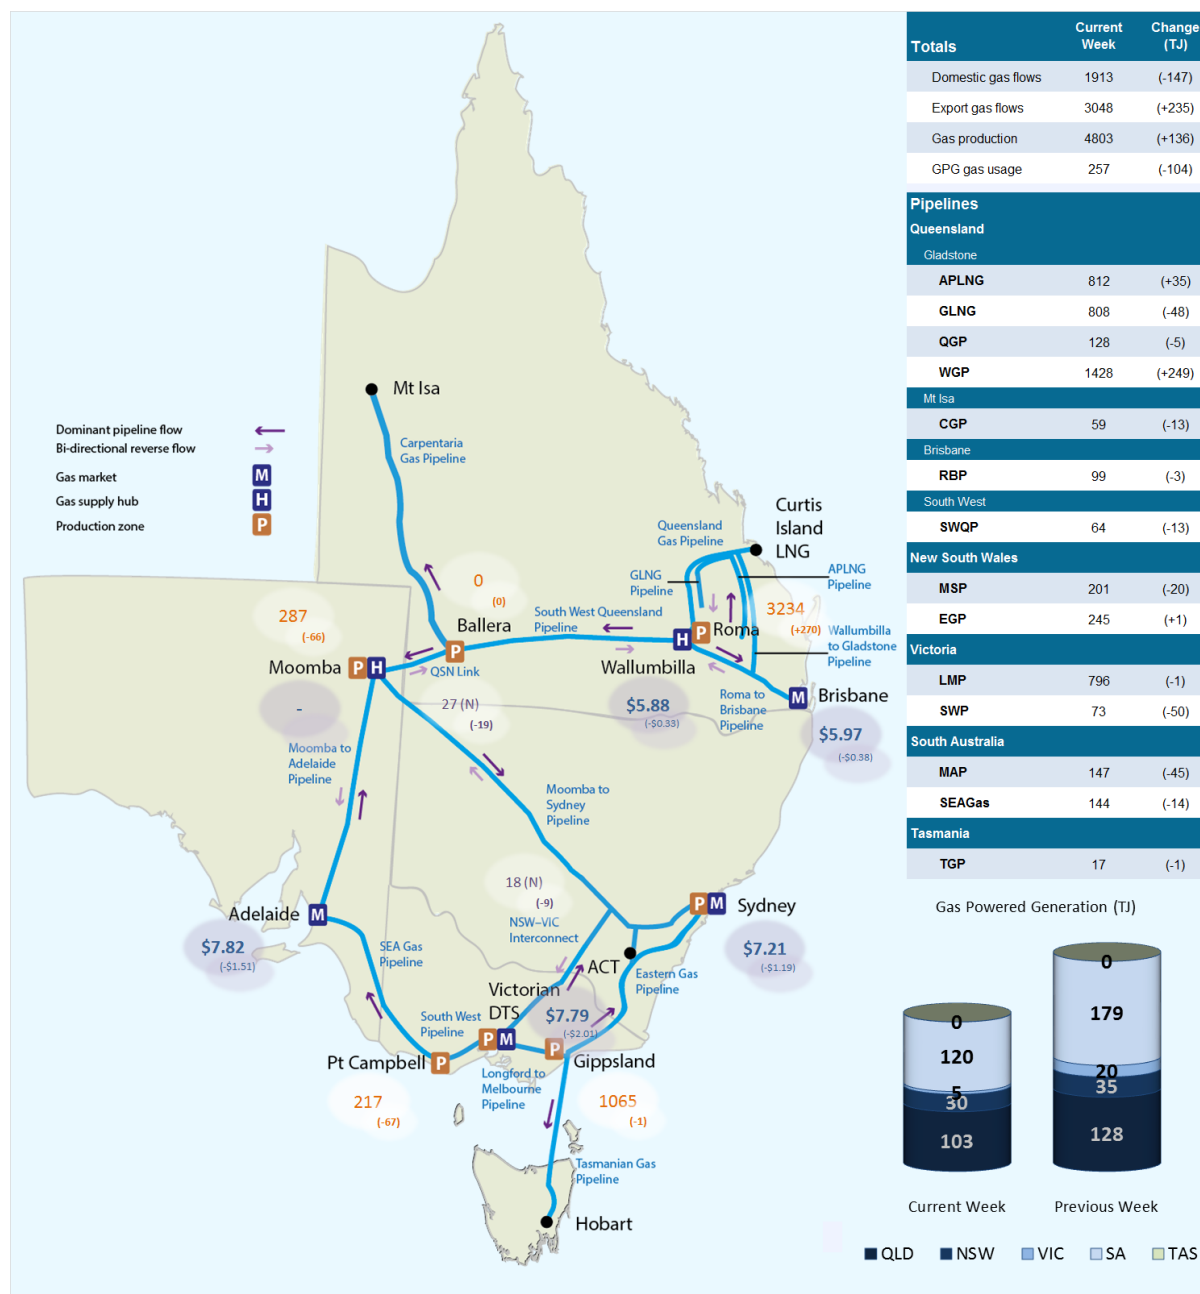 Totals Current Week Change (TJ)
Domestic gas flows 1913 (-147)
Export gas flows 3048 (+235)
Gas production 4803 (+136)
GPG gas usage 257 (-104)
Pipelines
Queensland
Gladstone
APLNG 812 (+35)
GLNG 808 (-48)
QGP 128 (-5)
WGP 1428 (+249)
Mt Isa
CGP 59 (-13)
Brisbane
RBP 99 (-3)
South West
SWQP 64 (-13)
New South Wales
MSP 201 (-20)
EGP 245 (+1)
Victoria
LMP 796 (-1)
SWP 73 (-50)
South Australia
MAP 147 (-45)
SEAGas 144 (-14)
Tasmania
TGP 17 (-1)
Mt Isa
Carpentaria
Gas Pipeline
Dominant pipeline flow
Bi-directional reverse flow
Gas market M
Gas supply hub H
Production zone P
Curtis
Island
LNG
Queensland
Gas Pipeline
GLNG
Pipeline
APLNG
Pipeline
0
(0)
287
(-66)
3234
(+270)
South West Queensland
Pipeline
Ballera
P
H P Roma
Wallumbilla
to Gladstone
Pipeline
Moomba P H
QSN Link
Wallumbilla
-
27 (N)
(-19)
$5.88
(-$0.33)
Roma to
Brisbane
Pipeline
M Brisbane
$5.97
(-$0.38)
Moomba to
Adelaide
Pipeline
Moomba to
Sydney
Pipeline
18 (N)
(-9)
NSW-VIC
Interconnect
P M Sydney
$7.21
(-$1.19)
Adelaide M
$7.82
(-$1.51)
SEA Gas
Pipeline
ACT
Eastern Gas
Pipeline
Victorian
DTS
$7.79
(-$2.01)
South West
Pipeline
P M
Pt Campbell P
P
Gippsland
Longford to
Melbourne
Pipeline
217
(-67)
1065
(-1)
Tasmanian Gas
Pipeline
Hobart
Gas Powered Generation (TJ)
0
120
5
30
103
0
179
20
35
128
Current Week Previous Week
QLD NSW VIC SA TAS